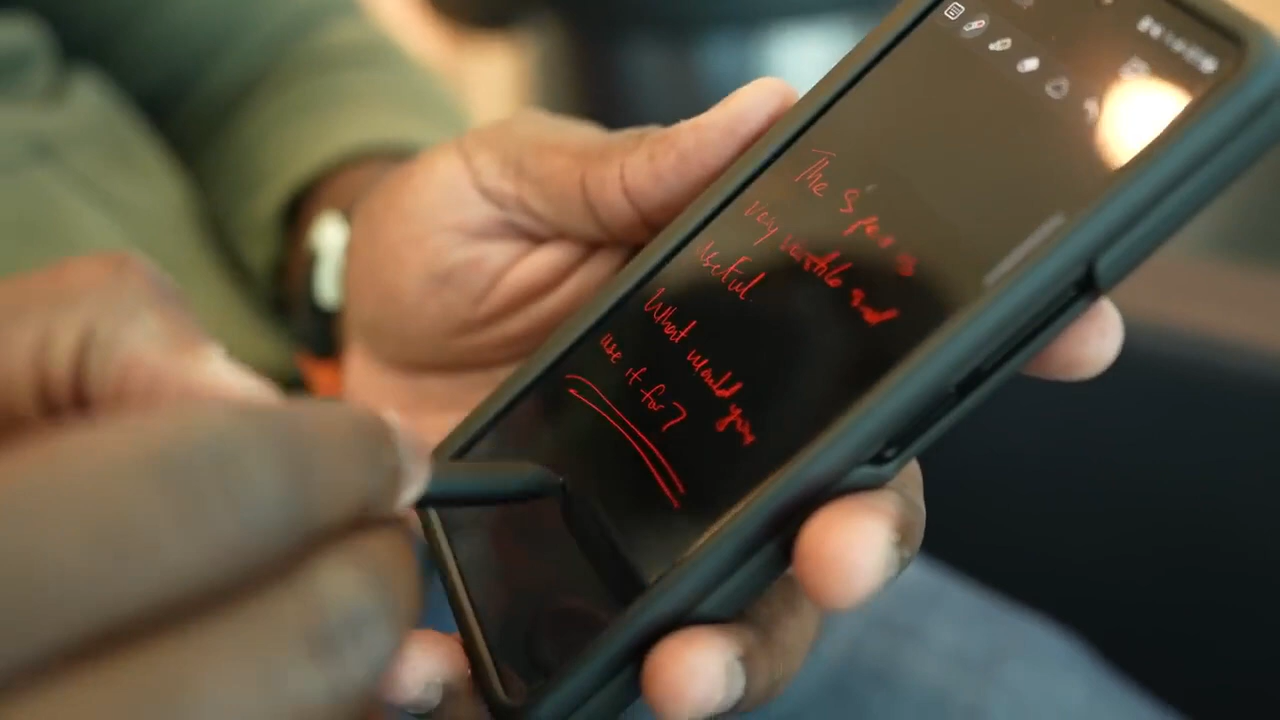 The S pen is
very versatile and
useful.
What would you
use it for?